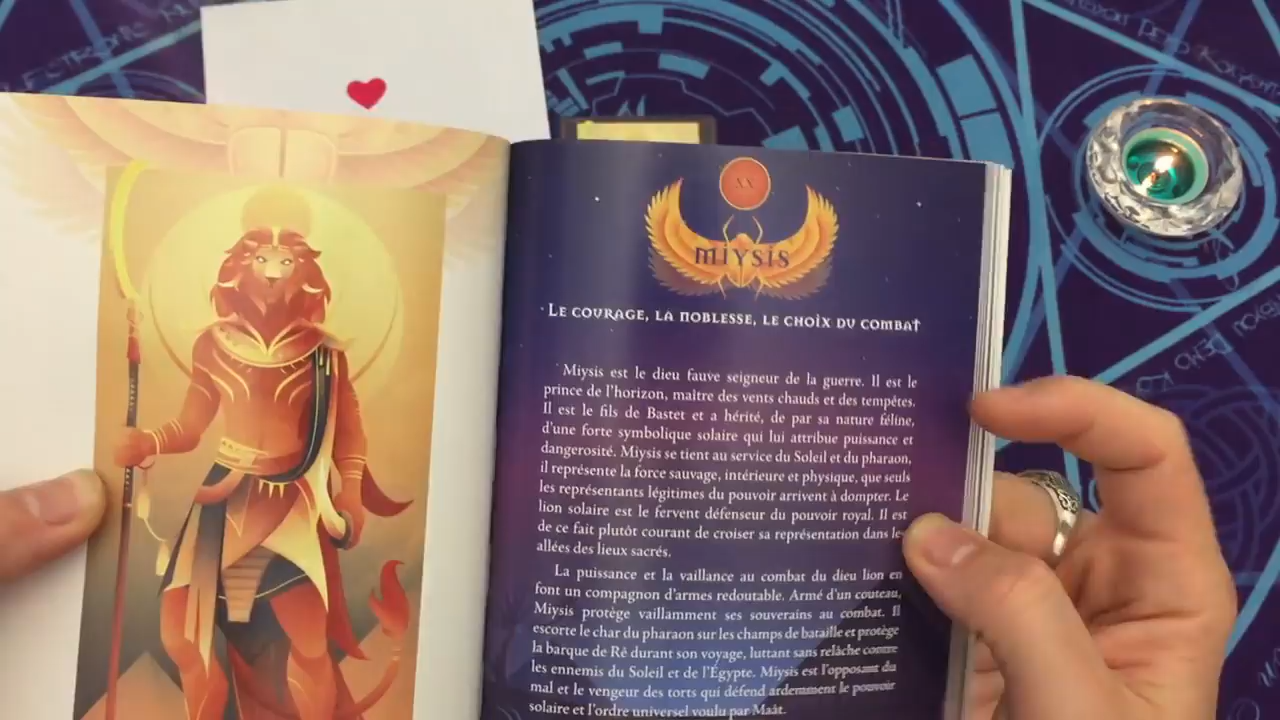 XX
MIYSIS
LE COURAGE, LA NOBLESSE, LE CHOIX DU COMBAT
Miysis est le dieu fauve seigneur de la guerre. Il est le
prince de l'horizon, maître des vents chauds et des tempêtes.
Il est le fils de Bastet et a hérité, de par sa nature féline,
d'une forte symbolique solaire qui lui attribue puissance et
dangerosité. Miysis se tient au service du Soleil et du pharaon,
il représente la force sauvage, intérieure et physique, que seuls
les représentants légitimes du pouvoir arrivent à dompter. Le
lion solaire est le fervent défenseur du pouvoir royal. Il est
de ce fait plutôt courant de croiser sa représentation dans le
allées des lieux sacrés.
La puissance et la vaillance au combat du dieu lion en
font un compagnon d'armes redoutable. Armé d'un couteau,
Miysis protège vaillamment ses souverains au combat. Il
escorte le char du pharaon sur les champs de bataille et protège
la barque de Rê durant son voyage, luttant sans relâche contre
les ennemis du Soleil et de l'Égypte. Miysis est l'opposant du
mal et le vengeur des torts qui défend ardemment le pouvoir
solaire et l'ordre universel voulu par Maât.